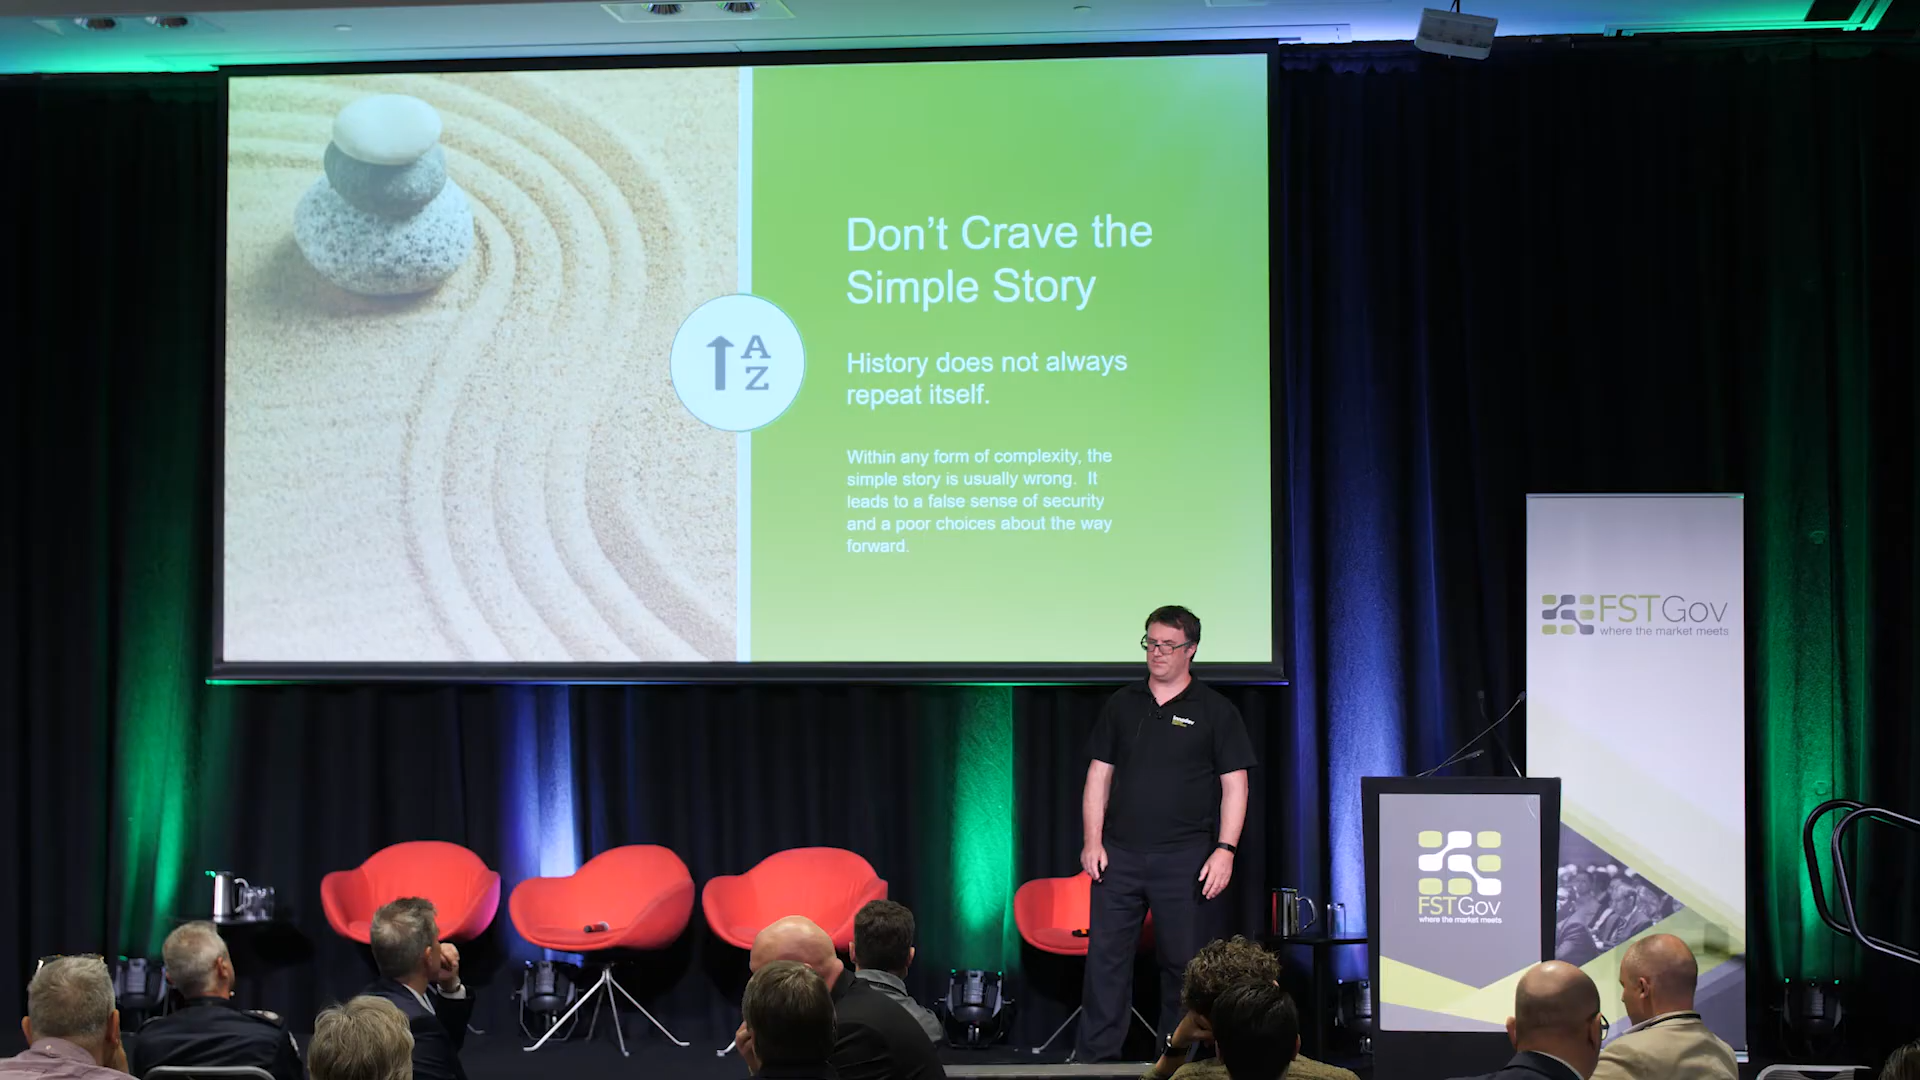 Don't Crave the
Simple Story
A
Z
History does not always
repeat itself.
Within any form of complexity, the
simple story is usually wrong. It
leads to a false sense of security
and a poor choices about the way
forward.
FSTGov
where the market meets
FSTGov
where the market meets